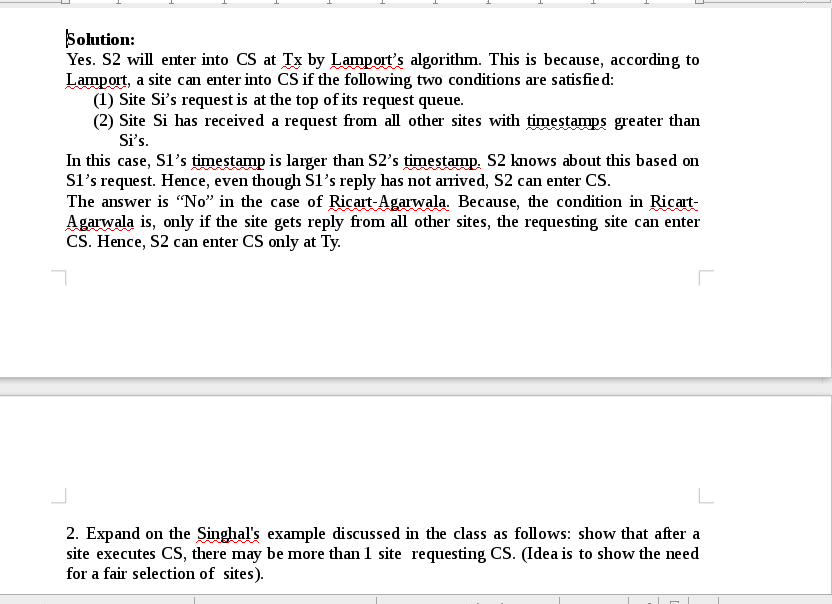 Solution:
Yes. S2 will enter into CS at Tx by Lamport’s algorithm. This is because, according to
Lamport, a site can enter into CS if the following two conditions are satisfied:
(1) Site Si’s request is at the top of its request queue.
(2) Site Si has received a request from all other sites with timestamps greater than
Si’s.
In this case, S1’s timestamp is larger than S2’s timestamp. S2 knows about this based on
S1’s request. Hence, even though S1’s reply has not arrived, S2 can enter CS.
The answer is “No” in the case of Ricart-Agarwala. Because, the condition in Ricart-
Agarwala is, only if the site gets reply from all other sites, the requesting site can enter
CS. Hence, S2 can enter CS only at Ty.
2. Expand on the Singhal's example discussed in the class as follows: show that after a
site executes CS, there may be more than 1 site requesting CS. (Idea is to show the need
for a fair selection of sites).